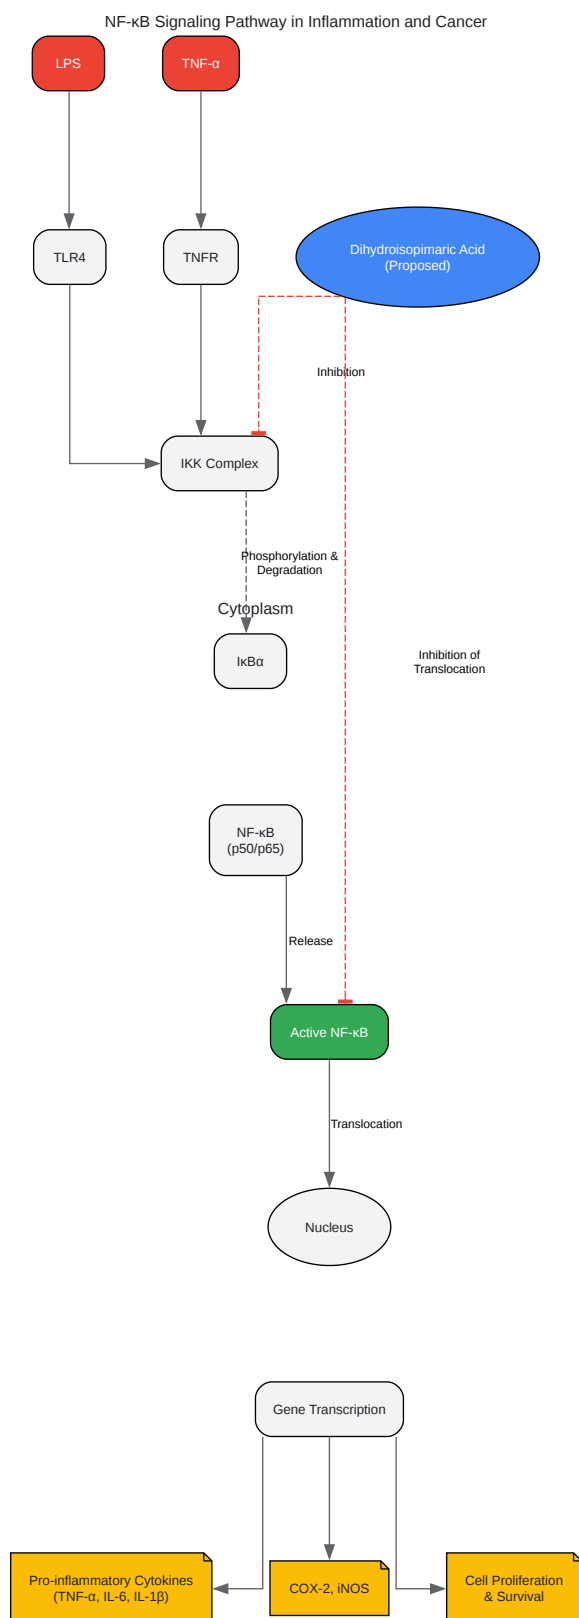 NF-κB Signaling Pathway in Inflammation and Cancer
LPS
TNF-α
TLR4
TNFR
Dihydroisopimaric Acid
(Proposed)
Inhibition
IKK Complex
Phosphorylation &
Degradation
Cytoplasm
IκBα
Inhibition of
Translocation
NF-κB
(p50/p65)
Release
Active NF-κB
Translocation
Nucleus
Gene Transcription
Pro-inflammatory Cytokines
(TNF-α, IL-6, IL-1β)
COX-2, iNOS
Cell Proliferation
& Survival